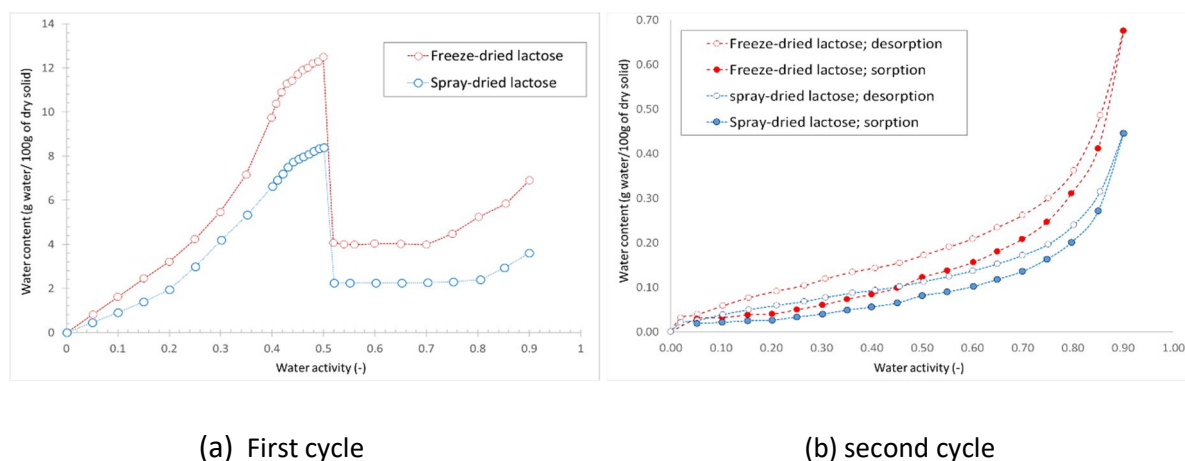 Water content (g water/ 100g of dry solid)
14
12
10
8
6
4
2
0
0 0.1 0.2 0.3 0.4 0.5 0.6 0.7 0.8 0.9 1
Water activity (-)
Freeze-dried lactose
Spray-dried lactose
(a) First cycle
Water content (g water/100g of dry solid)
0.70
0.60
0.50
0.40
0.30
0.20
0.10
0.00
0.00 0.10 0.20 0.30 0.40 0.50 0.60 0.70 0.80 0.90 1.00
Water activity (-)
Freeze-dried lactose; desorption
Freeze-dried lactose; sorption
spray-dried lactose; desorption
Spray-dried lactose; sorption
(b) second cycle